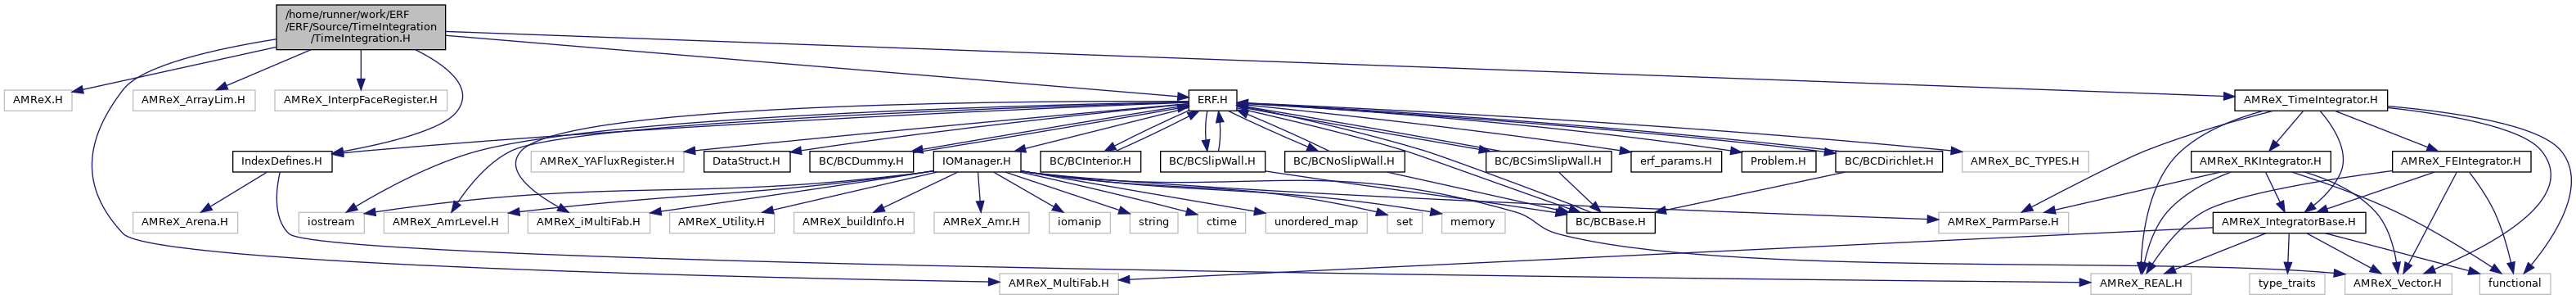 /home/runner/work/ERF
/ERF/Source/TimeIntegration
/TimeIntegration.H
AMReX.H
AMReX_ArrayLim.H
AMReX_InterpFaceRegister.H
ERF.H
AMReX_TimeIntegrator.H
IndexDefines.H
AMReX_YAFluxRegister.H
DataStruct.H
BC/BCDummy.H
IOManager.H
BC/BCInterior.H
BC/BCSlipWall.H
BC/BCNoSlipWall.H
BC/BCSimSlipWall.H
erf_params.H
Problem.H
BC/BCDirichlet.H
AMReX_BC_TYPES.H
AMReX_RKIntegrator.H
AMReX_FEIntegrator.H
AMReX_Arena.H
iostream
AMReX_AmrLevel.H
AMReX_iMultiFab.H
AMReX_Utility.H
AMReX_buildInfo.H
AMReX_Amr.H
iomanip
string
ctime
unordered_map
set
memory
BC/BCBase.H
AMReX_ParmParse.H
AMReX_IntegratorBase.H
AMReX_MultiFab.H
AMReX_REAL.H
type_traits
AMReX_Vector.H
functional